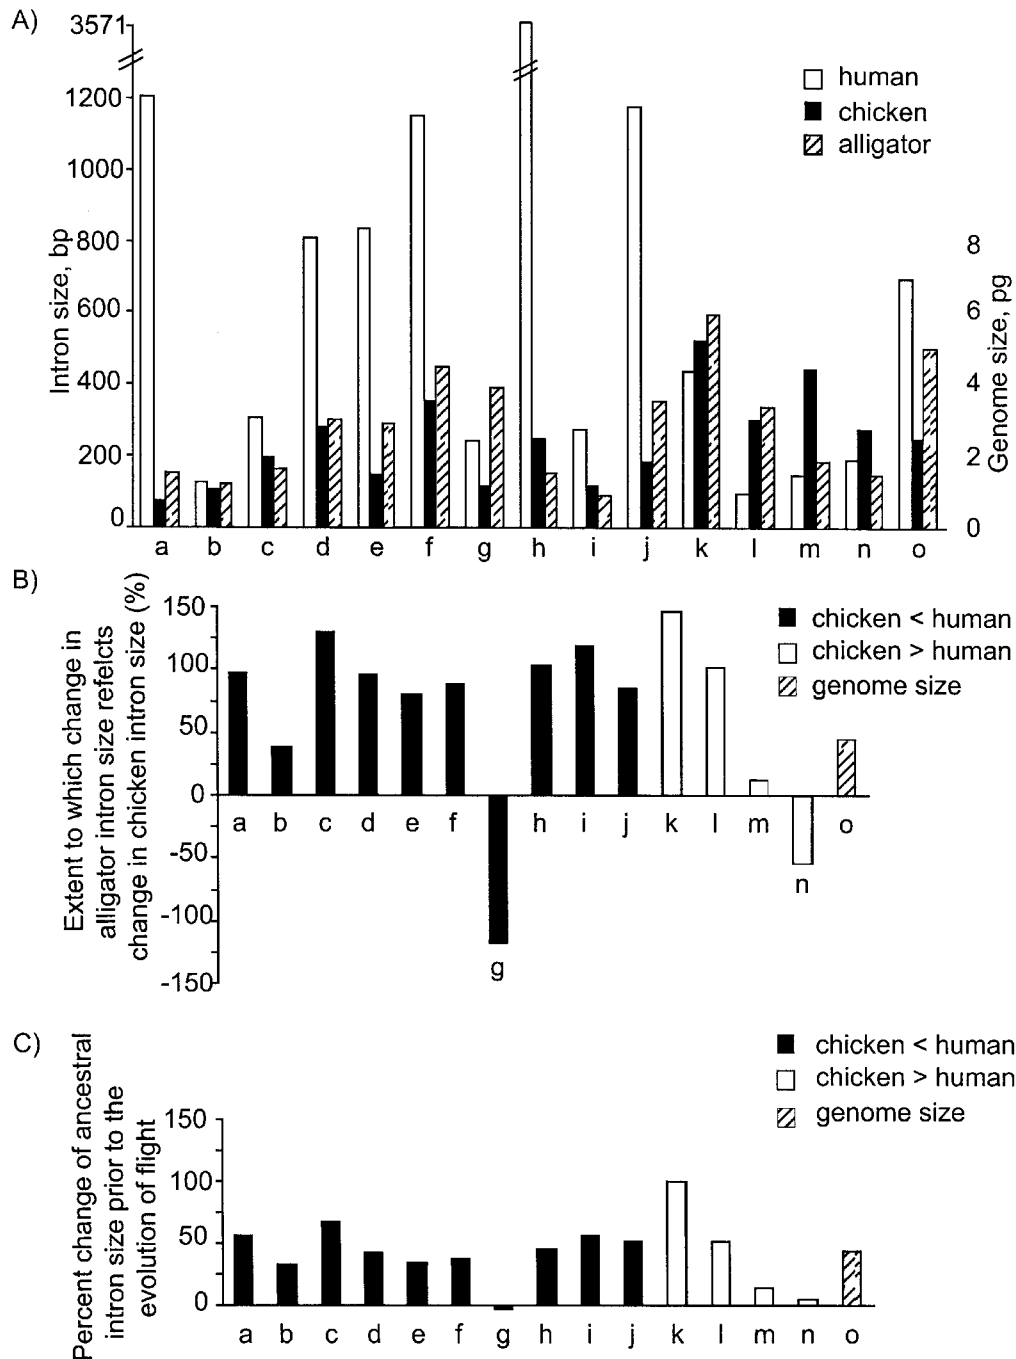 A)
3571
1200
1000
800
600
400
200
0
Intron size, bp
human
chicken
alligator
8
6
4
2
0
Genome size, pg
a b c d e f g h i j k l m n o
B)
Extent to which change in
alligator intron size refelcts
change in chicken intron size (%)
150
100
50
0
-50
-100
-150
chicken < human
chicken > human
genome size
a b c d e f h i j k l m o
n
g
C)
Percent change of ancestral
intron size prior to the
evolution of flight
150
100
50
0
chicken < human
chicken > human
genome size
a b c d e f g h i j k l m n o